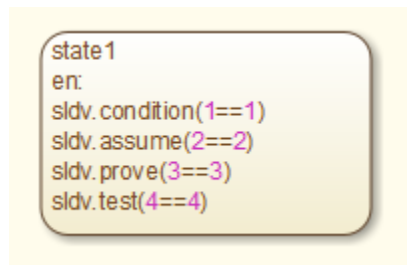 state1
en:
sldv.condition(1==1)
sldv.assume(2==2)
sldv.prove(3==3)
sldv.test(4==4)